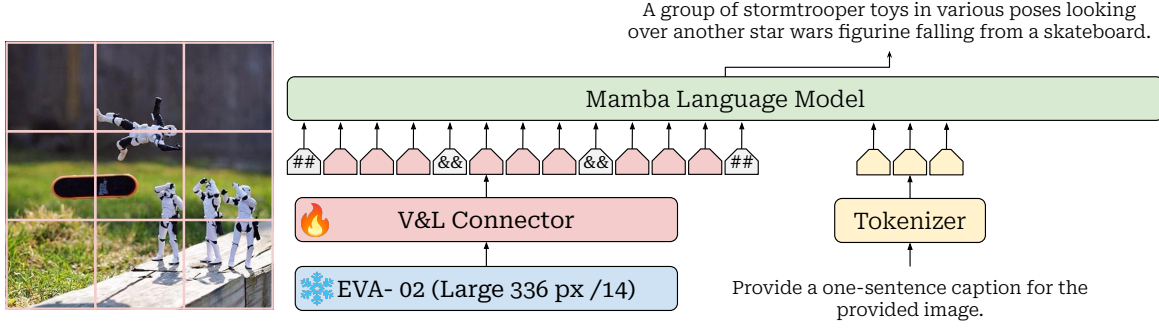 A group of stormtrooper toys in various poses looking
over another star wars figurine falling from a skateboard.
Mamba Language Model
## && && ##
V&L Connector
Tokenizer
EVA- 02 (Large 336 px /14)
Provide a one-sentence caption for the
provided image.